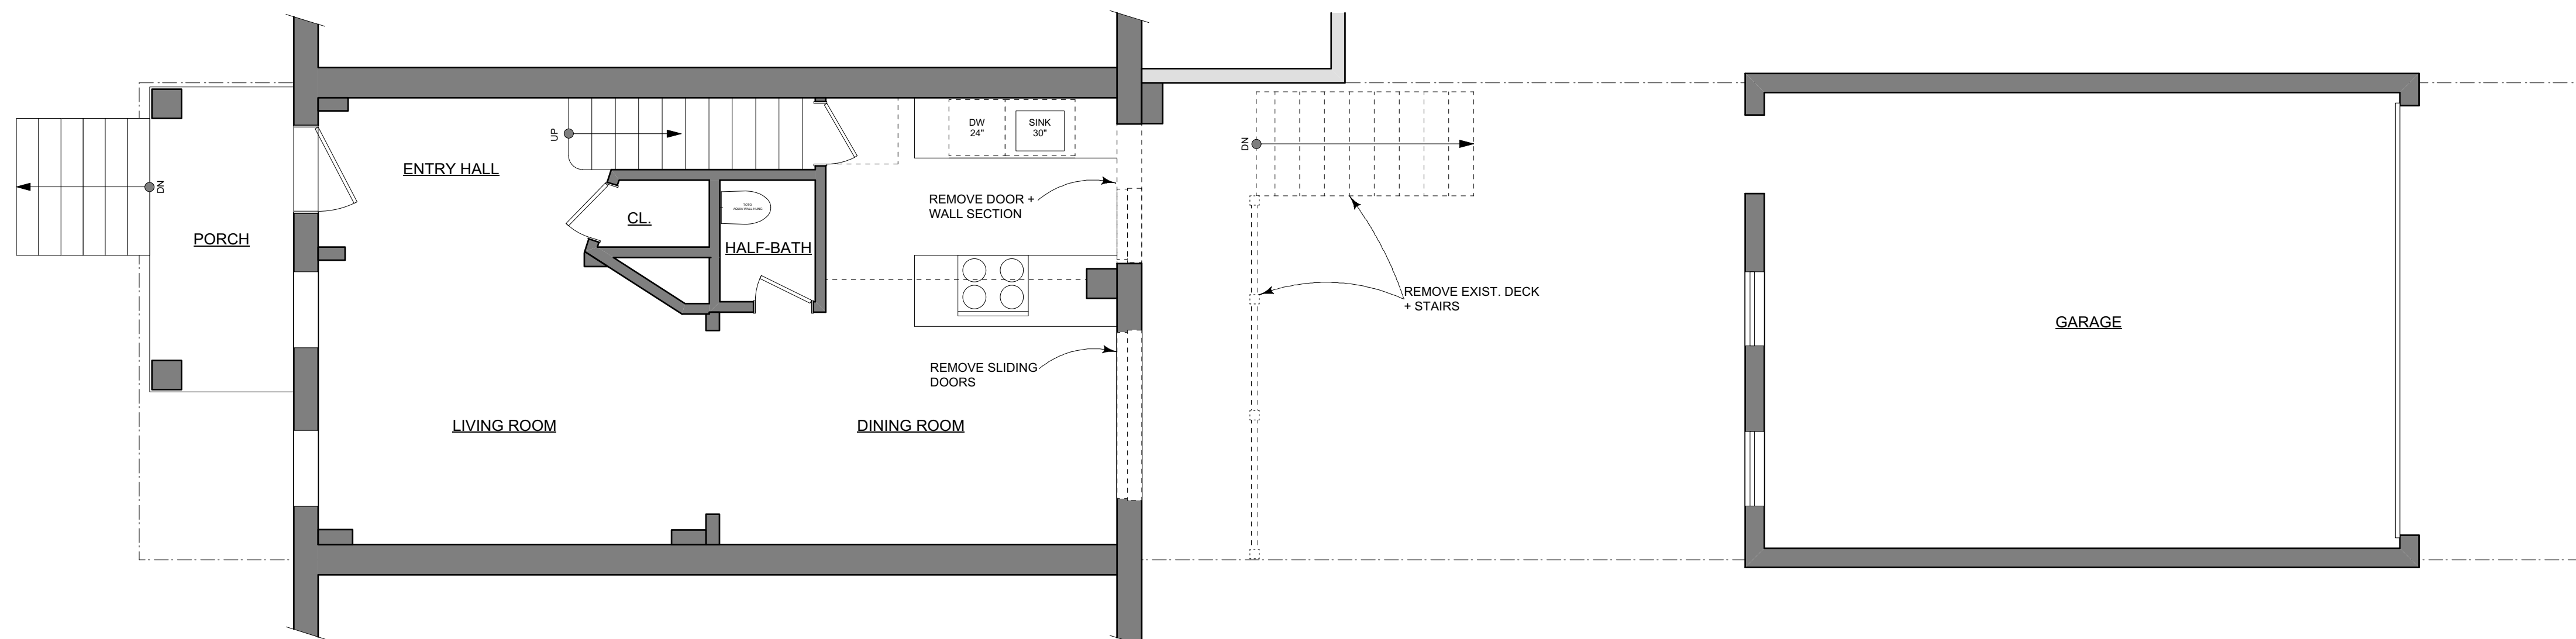 DN
PORCH
ENTRY HALL
UP
CL.
HALF-BATH
LIVING ROOM
DINING ROOM
DW
24"
SINK
30"
REMOVE DOOR +
WALL SECTION
REMOVE SLIDING
DOORS
DN
REMOVE EXIST. DECK
+ STAIRS
GARAGE